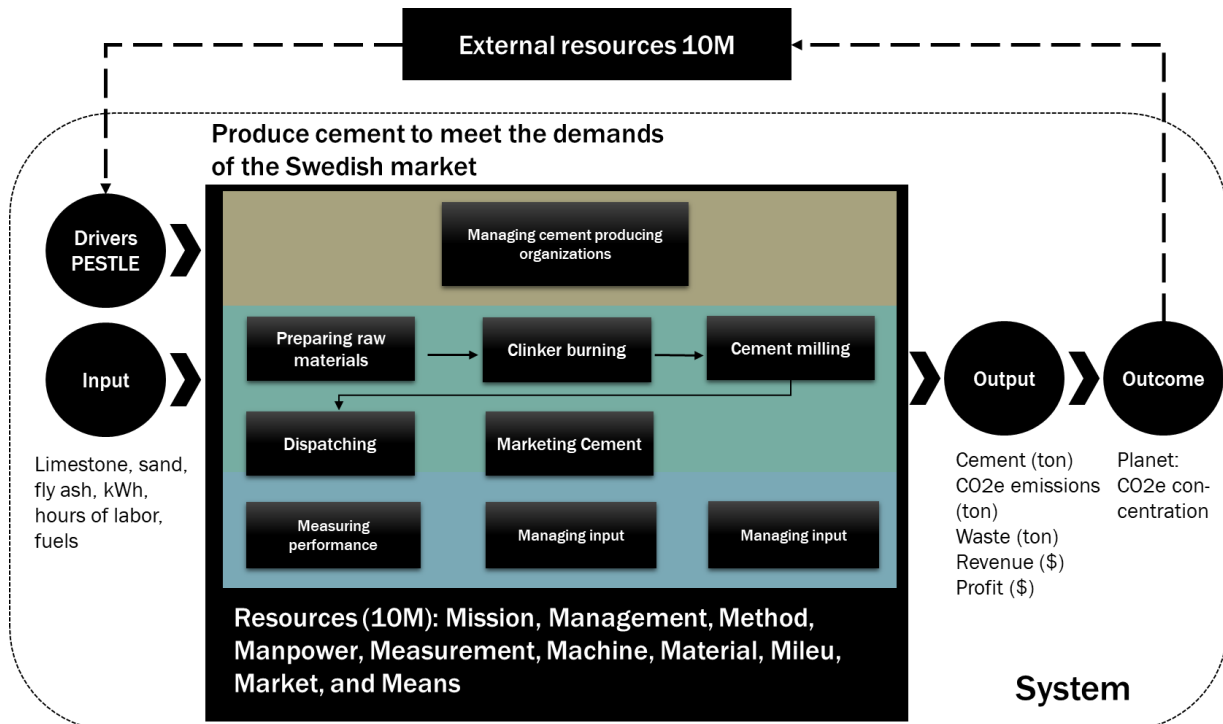 External resources 10M
Produce cement to meet the demands
of the Swedish market
Drivers
PESTLE
Managing cement producing
organizations
Input
Preparing raw
materials
Clinker burning
Cement milling
Output
Outcome
Dispatching
Marketing Cement
Limestone, sand,
fly ash, kWh,
hours of labor,
fuels
Cement (ton)
CO2e emissions
(ton)
Waste (ton)
Revenue ($)
Profit ($)
Planet:
CO2e con-
centration
Measuring
performance
Managing input
Managing input
Resources (10M): Mission, Management, Method,
Manpower, Measurement, Machine, Material, Mileu,
Market, and Means
System